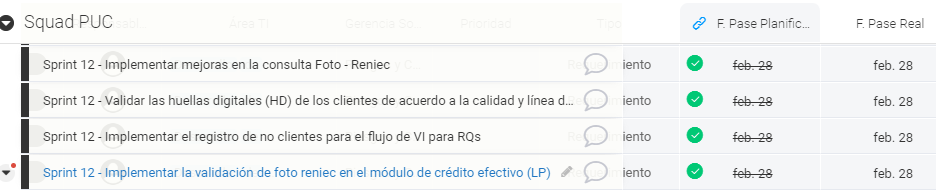 Squad PUC
Área TI
Gerencia Sc...
Prioridad
Tipo
F. Pase Planific...
F. Pase Real
Sprint 12 - Implementar mejoras en la consulta Foto - Reniec
iento
feb. 28
feb. 28
Sprint 12 - Validar las huellas digitales (HD) de los clientes de acuerdo a la calidad y línea d...
iento
feb. 28
feb. 28
Sprint 12 - Implementar el registro de no clientes para el flujo de VI para RQs
iento
feb. 28
feb. 28
Sprint 12 - Implementar la validación de foto reniec en el módulo de crédito efectivo (LP)
iento
feb. 28
feb. 28